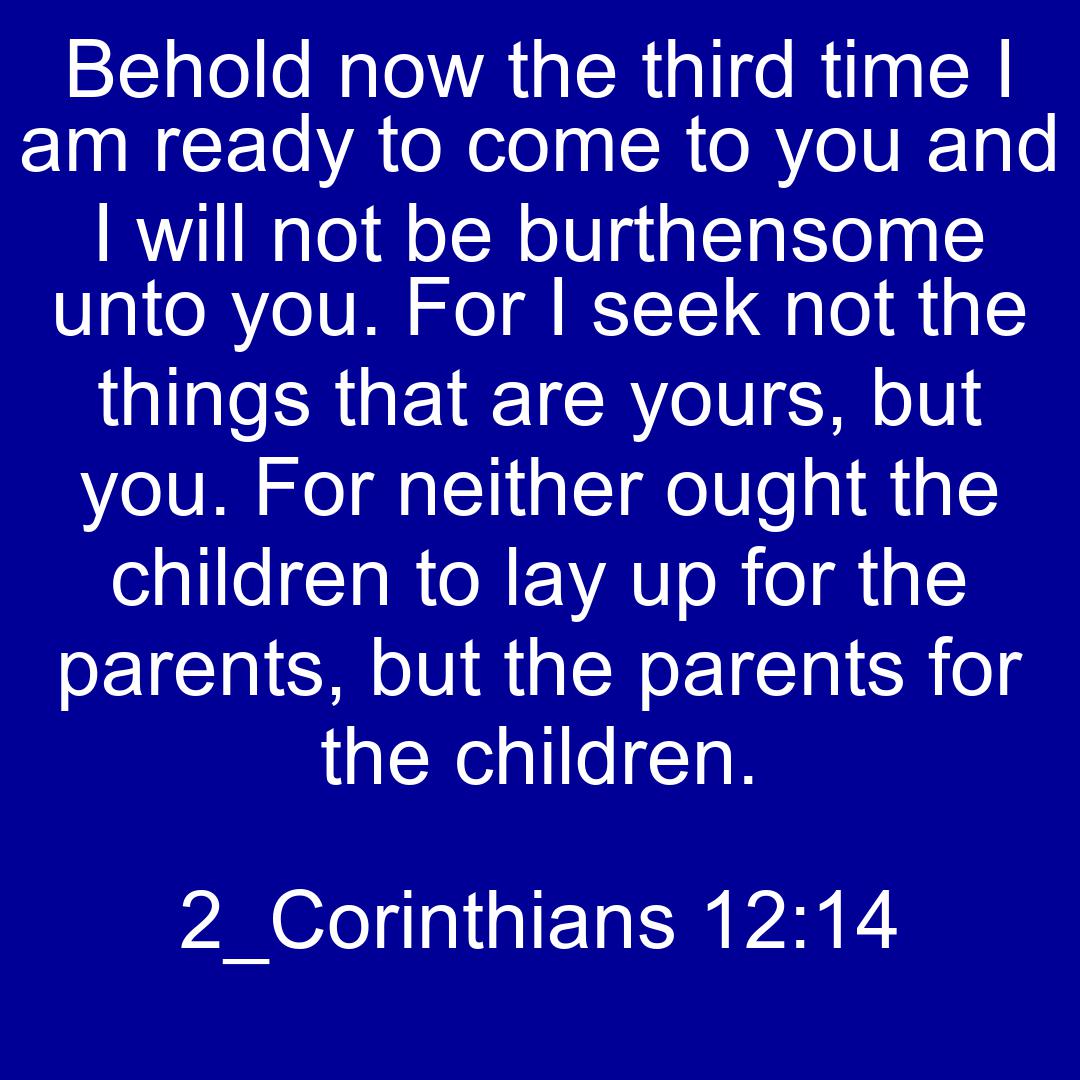 Behold now the third time I
am ready to come to you and
I will not be burthensome
unto you. For I seek not the
things that are yours, but
you. For neither ought the
children to lay up for the
parents, but the parents for
the children.
2_Corinthians 12:14